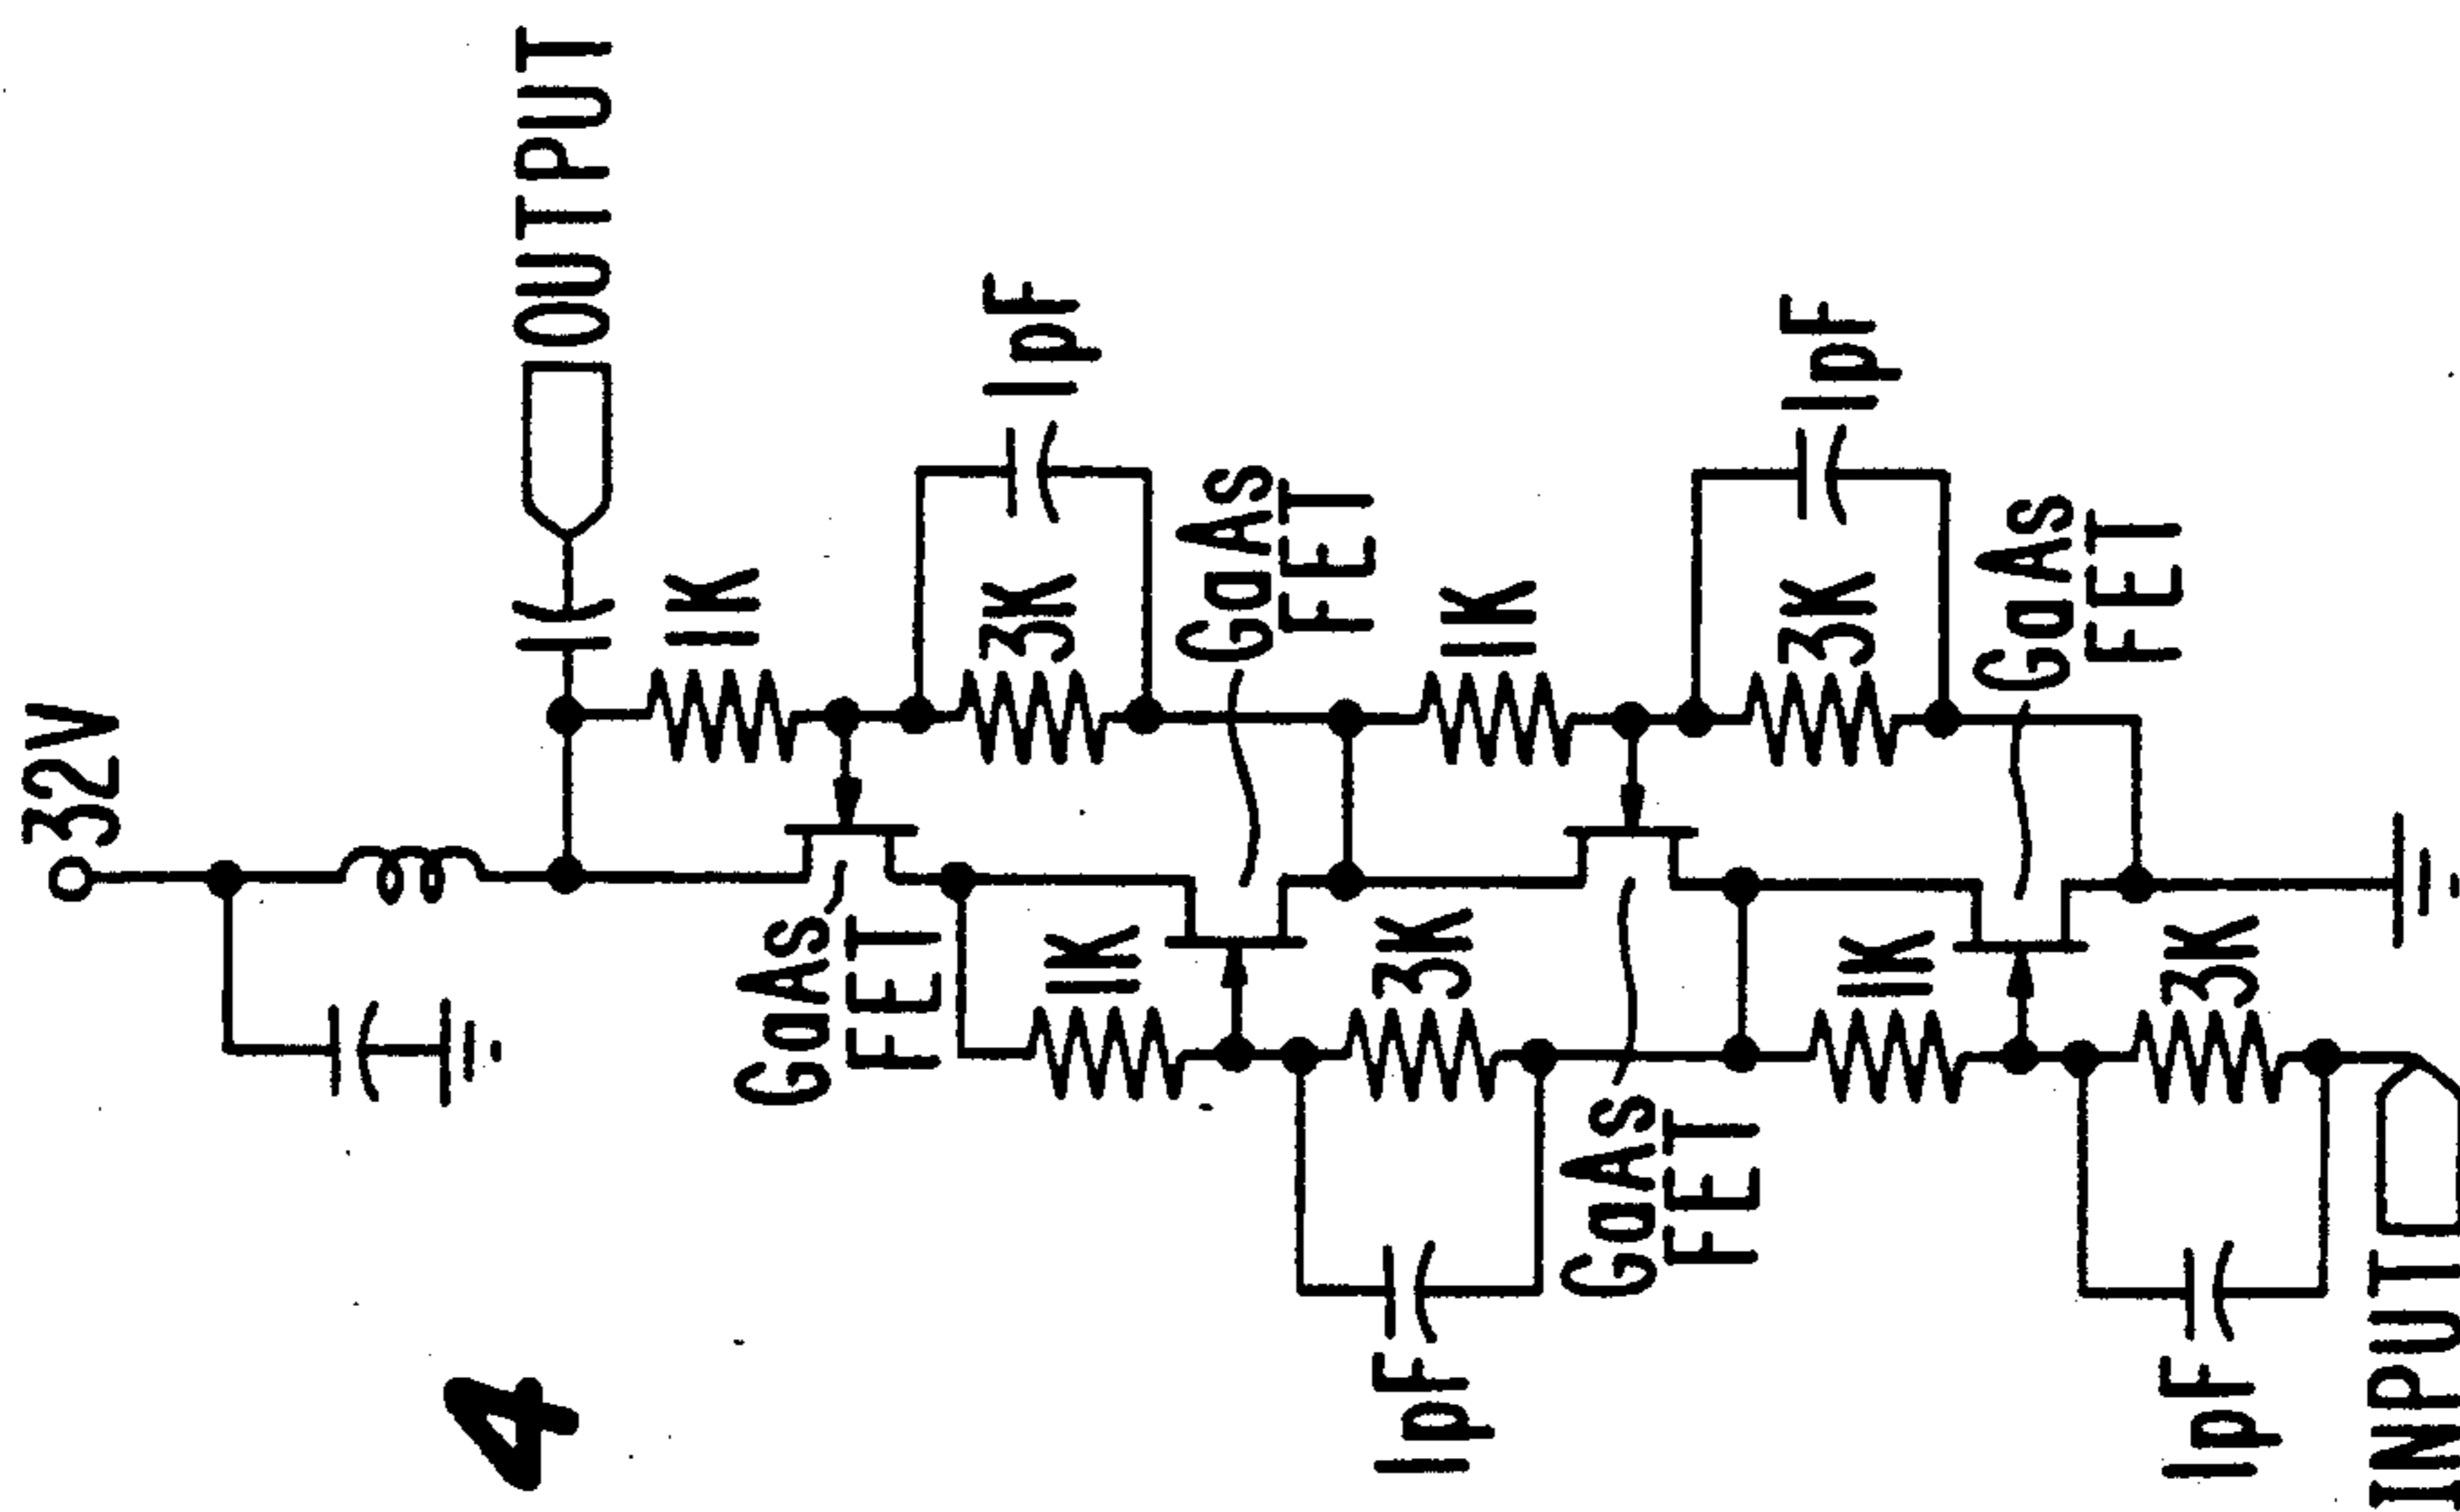 4
32V
OUTPUT
1K
1pF
3K
GaAs
FET
GaAs
FET
1K
3K
1K
1pF
3K
1pF
GaAs
FET
GaAs
FET
1K
3K
1pF
INPUT